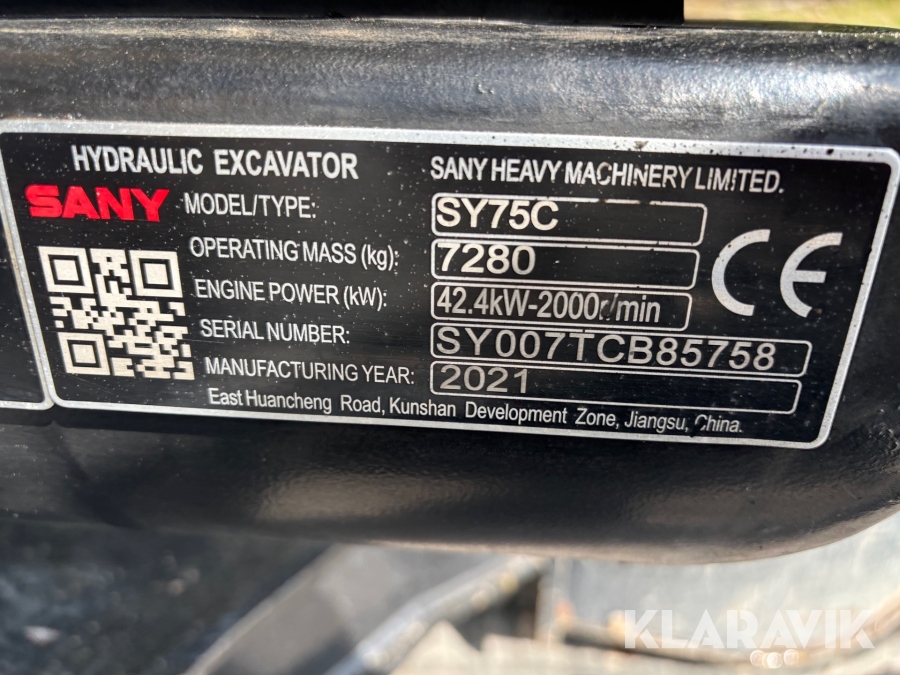 HYDRAULIC EXCAVATOR SANY HEAVY MACHINERY LIMITED.
SANY MODEL/TYPE: SY75C
OPERATING MASS (kg): 7280
ENGINE POWER (kW): 42.4kW-2000r/min
SERIAL NUMBER: SY007TCB85758
MANUFACTURING YEAR: 2021
East Huancheng Road, Kunshan Development Zone, Jiangsu, China.
CE
KLARAVIK